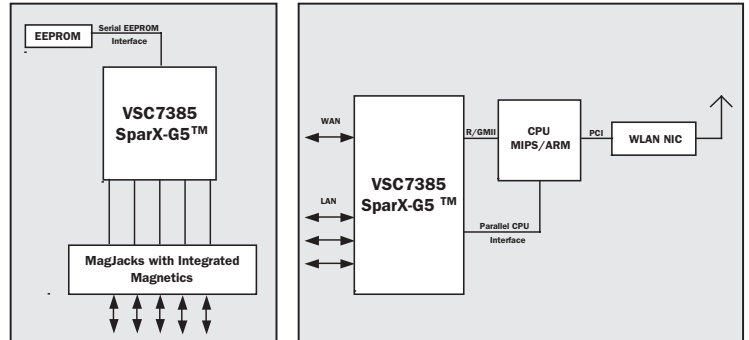 EEPROM
Serial EEPROM
Interface
VSC7385
SparX-G5™
MagJacks with Integrated
Magnetics
WAN
LAN
VSC7385
SparX-G5 ™
R/GMII
CPU
MIPS/ARM
PCI
WLAN NIC
Parallel CPU
Interface